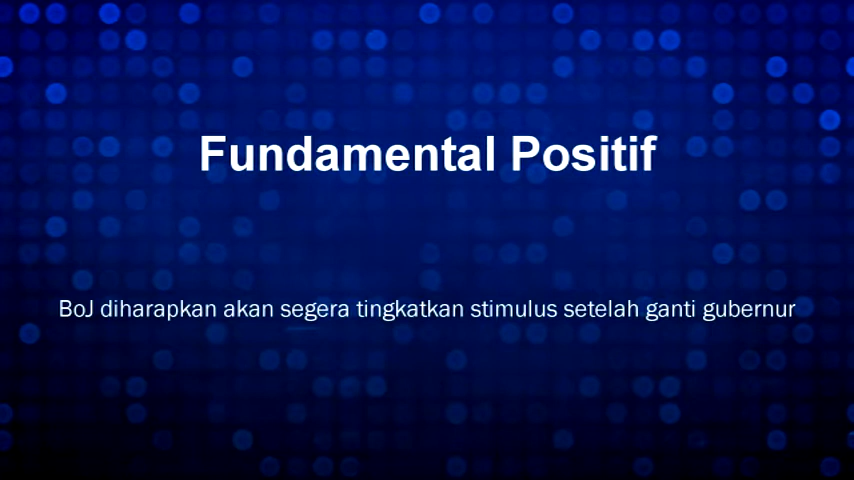 Fundamental Positif
BoJ diharapkan akan segera tingkatkan stimulus setelah ganti gubernur